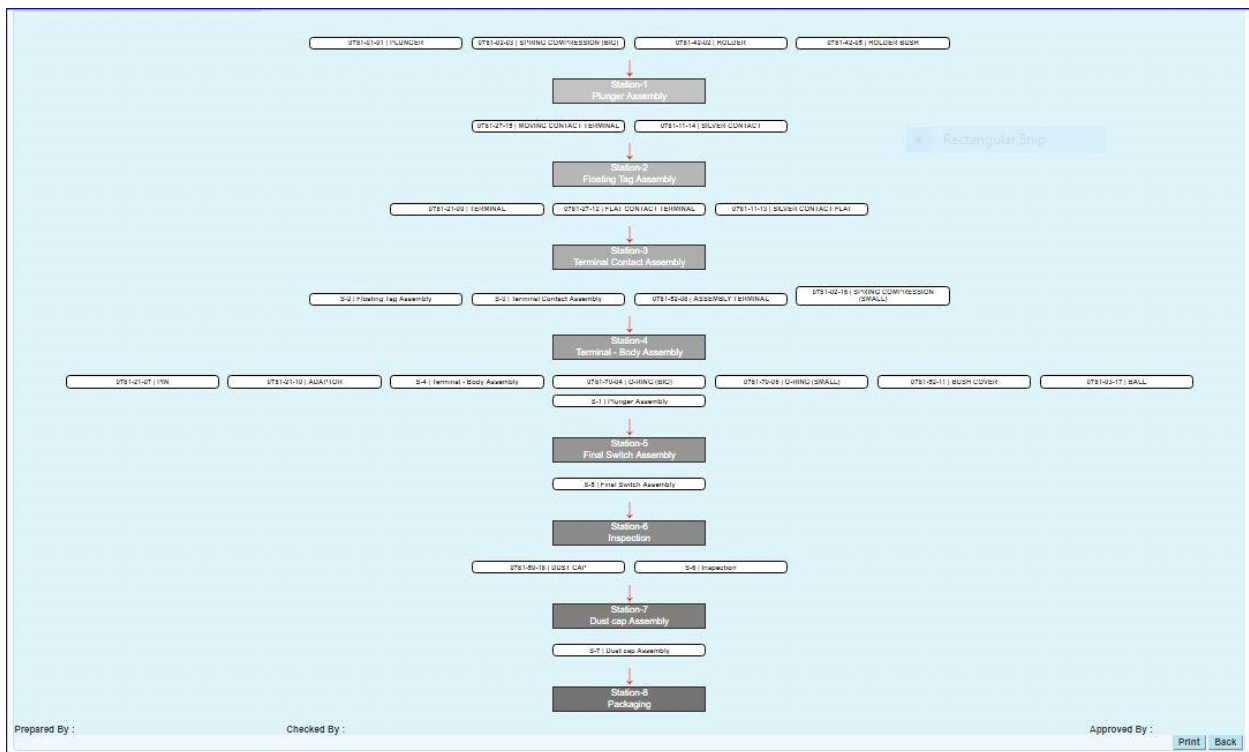 0781-01-01 | PLUNGER
0781-02-03 | SPRING COMPRESSION (BIG)
0781-42-02 | HOLDER
0781-42-05 | HOLDER BUSH
Station-1
Plunger Assembly
0781-27-15 | MOVING CONTACT TERMINAL
0781-11-14 | SILVER CONTACT
Rectangular Snip
Station-2
Floating Tag Assembly
0781-21-09 | TERMINAL
0781-27-12 | FLAT CONTACT TERMINAL
0781-11-13 | SILVER CONTACT FLAT
Station-3
Terminal Contact Assembly
S-2 | Floating Tag Assembly
S-3 | Terminal Contact Assembly
0781-52-08 | ASSEMBLY TERMINAL
0781-02-16 | SPRING COMPRESSION
(SMALL)
Station-4
Terminal - Body Assembly
0781-21-07 | PIN
0781-21-10 | ADAPTOR
S-4 | Terminal - Body Assembly
0781-70-04 | O-RING (BIG)
0781-70-06 | O-RING (SMALL)
0781-52-11 | BUSH COVER
0781-03-17 | BALL
S-1 | Plunger Assembly
Station-5
Final Switch Assembly
S-5 | Final Switch Assembly
Station-6
Inspection
0781-50-18 | DUST CAP
S-6 | Inspection
Station-7
Dust cap Assembly
S-7 | Dust cap Assembly
Station-8
Packaging
Prepared By :
Checked By :
Approved By :
Print
Back